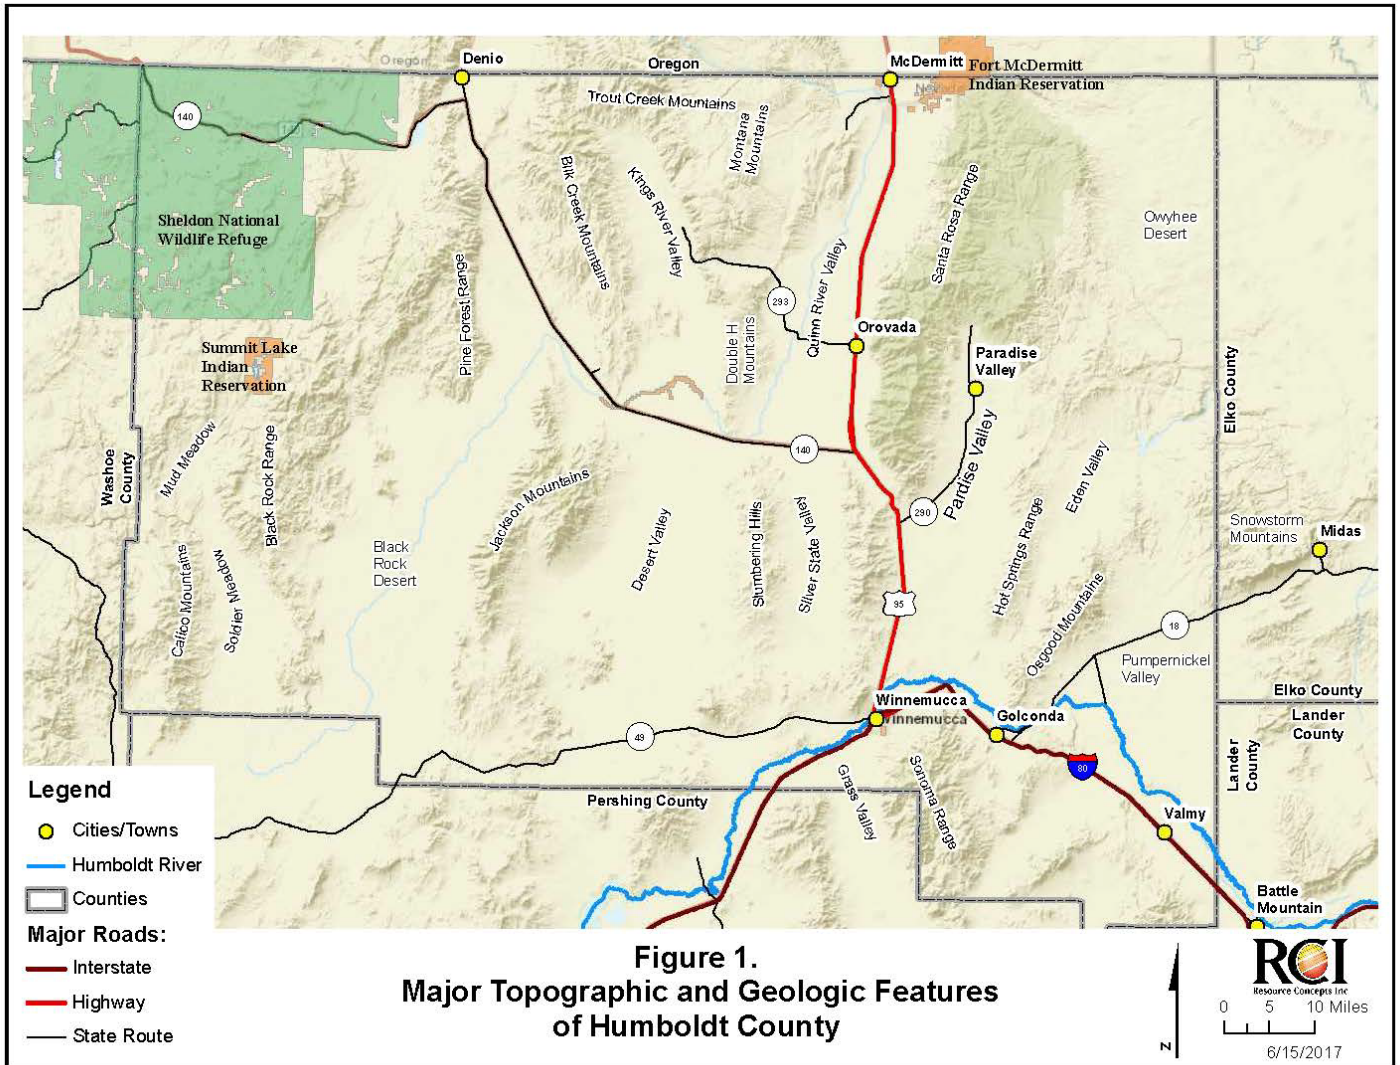 Denio
Oregon
Oregon
McDermitt
Fort McDermitt
Indian Reservation
140
Trout Creek Mountains
Montana
Mountains
Bilk Creek Mountains
Kings River Valley
Santa Rosa Range
Owyhee
Desert
Sheldon National
Wildlife Refuge
Pine Forest Range
Quinn River Valley
293
Orovada
Double H
Mountains
Paradise
Valley
Summit Lake
Indian
Reservation
Elko County
Washoe
County
Mud Meadow
Black Rock Range
140
Pardise Valley
290
Eden Valley
Jackson Mountains
Desert Valley
Slumbering Hills
Silver State Valley
Hot Springs Range
Snowstorm
Mountains
Midas
Black
Rock
Desert
Calico Mountains
Soldier Meadow
95
Osgood Mountains
18
Pumpernickel
Valley
Elko County
Lander
County
Lander
County
Winnemucca
Winnemucca
Golconda
49
80
Grass Valley
Sonoma Range
Pershing County
Valmy
Battle
Mountain
Legend
Cities/Towns
Humboldt River
Counties
Major Roads:
Interstate
Highway
State Route
Figure 1.
Major Topographic and Geologic Features
of Humboldt County
N
RCI
Resource Concepts Inc
0 5 10 Miles
6/15/2017